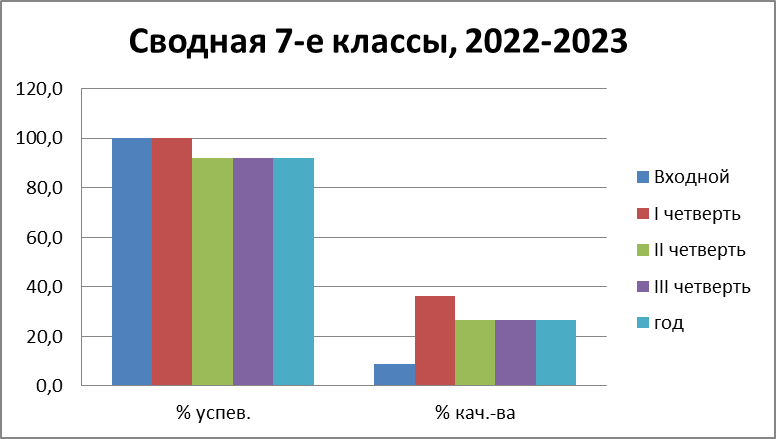 Сводная 7-е классы, 2022-2023
120,0
100,0
80,0
60,0
40,0
20,0
0,0
% успев.
% кач.-ва
Входной
I четверть
II четверть
III четверть
год